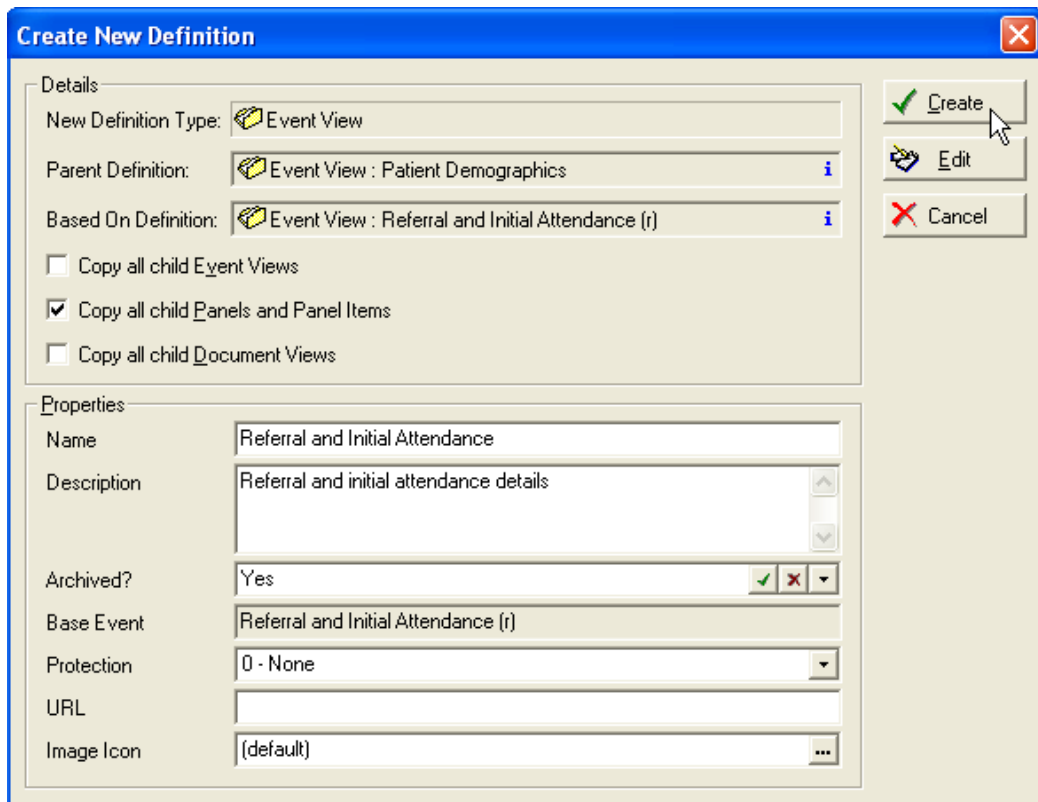 Create New Definition
Details
New Definition Type: Event View
Create
Parent Definition: Event View : Patient Demographics i
Edit
Based On Definition: Event View : Referral and Initial Attendance (r) i
Cancel
Copy all child Event Views
Copy all child Panels and Panel Items
Copy all child Document Views
Properties
Name Referral and Initial Attendance
Description Referral and initial attendance details
Archived? Yes
Base Event Referral and Initial Attendance (r)
Protection 0 - None
URL
Image Icon (default) ...